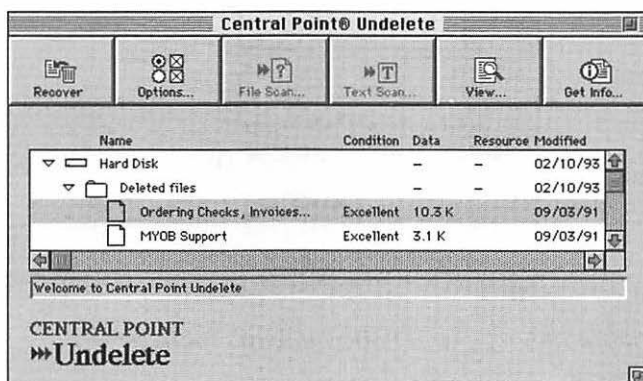 Central Point® Undelete
Recover Options... File Scan... Text Scan... View... Get Info...
Name Condition Data Resource Modified
Hard Disk – – 02/10/93
Deleted files – – 02/10/93
Ordering Checks, Invoices... Excellent 10.3 K 09/03/91
MYOB Support Excellent 3.1 K 09/03/91
Welcome to Central Point Undelete
CENTRAL POINT
Undelete